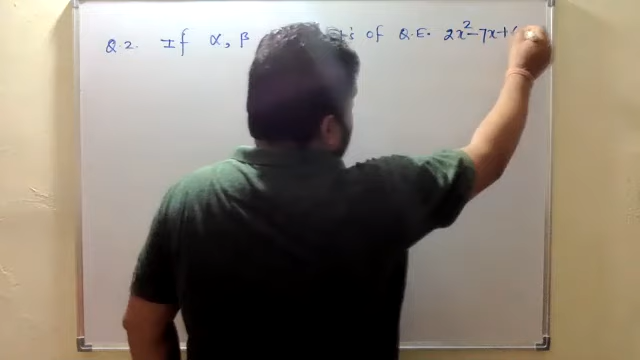 Q.2. If α, β of Q.E. 2x²-7x+